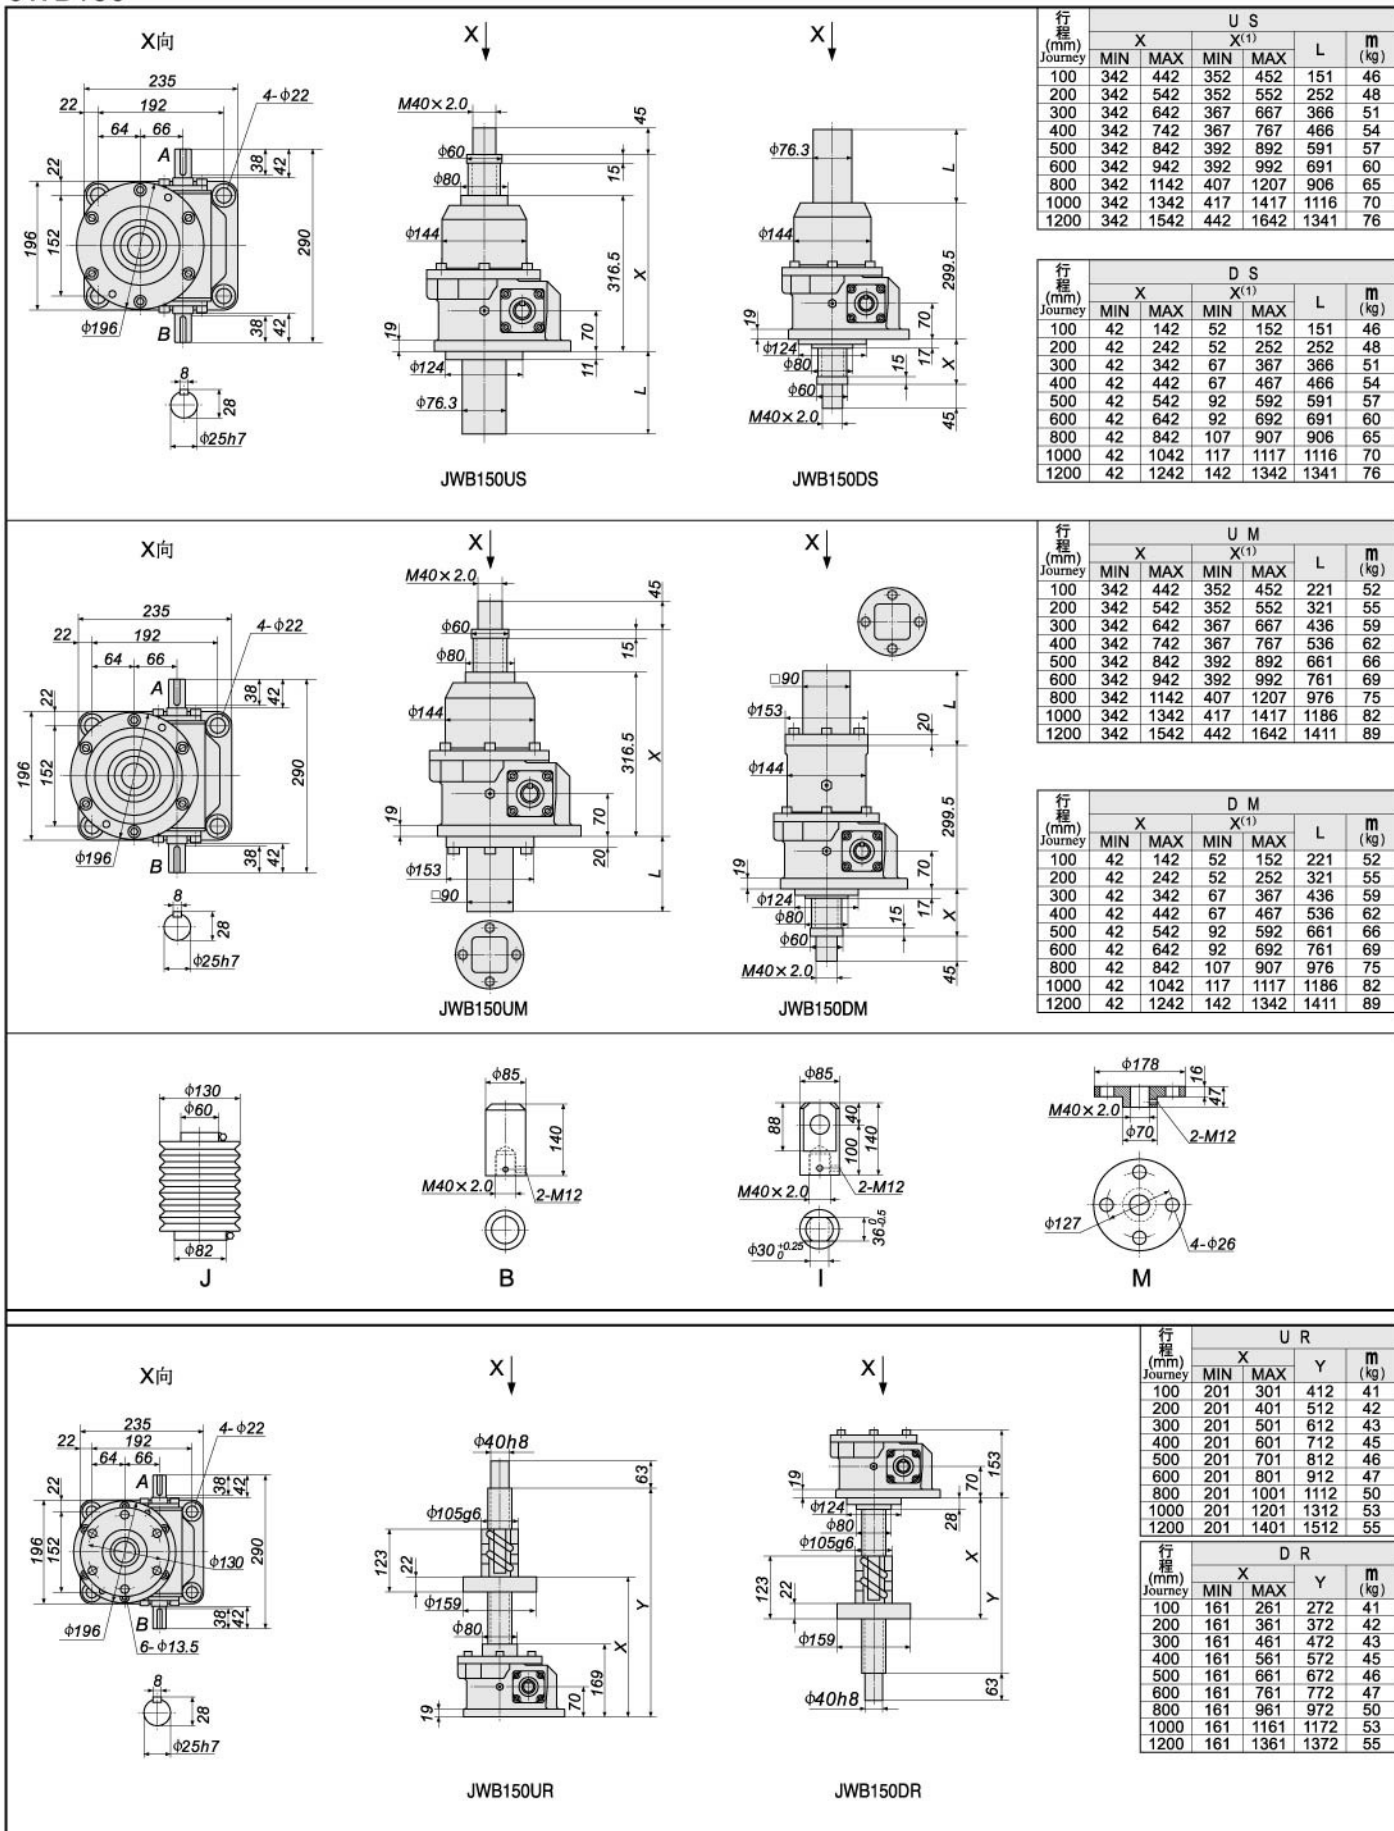 X向
235
22
192
4-ϕ22
64
66
A
38
42
22
196
152
290
ϕ196
B
38
42
8
28
ϕ25h7
X
M40×2.0
45
ϕ60
15
ϕ80
ϕ144
316.5
X
19
70
ϕ124
11
ϕ76.3
L
JWB150US
X
ϕ76.3
L
ϕ144
299.5
19
70
ϕ124
17
ϕ80
15
X
ϕ60
M40×2.0
45
JWB150DS
行程(mm) Journey U S
X X(1) L m(kg)
MIN MAX MIN MAX
100 342 442 352 452 151 46
200 342 542 352 552 252 48
300 342 642 367 667 366 51
400 342 742 367 767 466 54
500 342 842 392 892 591 57
600 342 942 392 992 691 60
800 342 1142 407 1207 906 65
1000 342 1342 417 1417 1116 70
1200 342 1542 442 1642 1341 76
行程(mm) Journey D S
X X(1) L m(kg)
MIN MAX MIN MAX
100 42 142 52 152 151 46
200 42 242 52 252 252 48
300 42 342 67 367 366 51
400 42 442 67 467 466 54
500 42 542 92 592 591 57
600 42 642 92 692 691 60
800 42 842 107 907 906 65
1000 42 1042 117 1117 1116 70
1200 42 1242 142 1342 1341 76
X向
235
22
192
4-ϕ22
64
66
A
38
42
22
196
152
290
ϕ196
B
38
42
8
28
ϕ25h7
X
M40×2.0
45
ϕ60
15
ϕ80
ϕ144
316.5
X
19
70
ϕ153
20
□90
L
JWB150UM
X
□90
L
ϕ153
20
ϕ144
299.5
19
70
ϕ124
17
ϕ80
15
X
ϕ60
M40×2.0
45
JWB150DM
行程(mm) Journey U M
X X(1) L m(kg)
MIN MAX MIN MAX
100 342 442 352 452 221 52
200 342 542 352 552 321 55
300 342 642 367 667 436 59
400 342 742 367 767 536 62
500 342 842 392 892 661 66
600 342 942 392 992 761 69
800 342 1142 407 1207 976 75
1000 342 1342 417 1417 1186 82
1200 342 1542 442 1642 1411 89
行程(mm) Journey D M
X X(1) L m(kg)
MIN MAX MIN MAX
100 42 142 52 152 221 52
200 42 242 52 252 321 55
300 42 342 67 367 436 59
400 42 442 67 467 536 62
500 42 542 92 592 661 66
600 42 642 92 692 761 69
800 42 842 107 907 976 75
1000 42 1042 117 1117 1186 82
1200 42 1242 142 1342 1411 89
ϕ130
ϕ60
ϕ82
J
ϕ85
140
M40×2.0
2-M12
B
ϕ85
88
40
100
140
M40×2.0
2-M12
36 0 -0.5
ϕ30 +0.25 0
I
ϕ178
16
47
M40×2.0
ϕ70
2-M12
ϕ127
4-ϕ26
M
X向
235
22
192
4-ϕ22
64
66
A
38
42
22
196
152
ϕ130
290
ϕ196
B
38
42
6-ϕ13.5
8
28
ϕ25h7
X
ϕ40h8
63
ϕ105g6
123
22
ϕ159
ϕ80
Y
X
169
70
19
JWB150UR
X
153
70
19
ϕ124
28
ϕ80
ϕ105g6
X
123
22
Y
ϕ159
63
ϕ40h8
JWB150DR
行程(mm) Journey U R
X Y m(kg)
MIN MAX
100 201 301 412 41
200 201 401 512 42
300 201 501 612 43
400 201 601 712 45
500 201 701 812 46
600 201 801 912 47
800 201 1001 1112 50
1000 201 1201 1312 53
1200 201 1401 1512 55
行程(mm) Journey D R
X Y m(kg)
MIN MAX
100 161 261 272 41
200 161 361 372 42
300 161 461 472 43
400 161 561 572 45
500 161 661 672 46
600 161 761 772 47
800 161 961 972 50
1000 161 1161 1172 53
1200 161 1361 1372 55